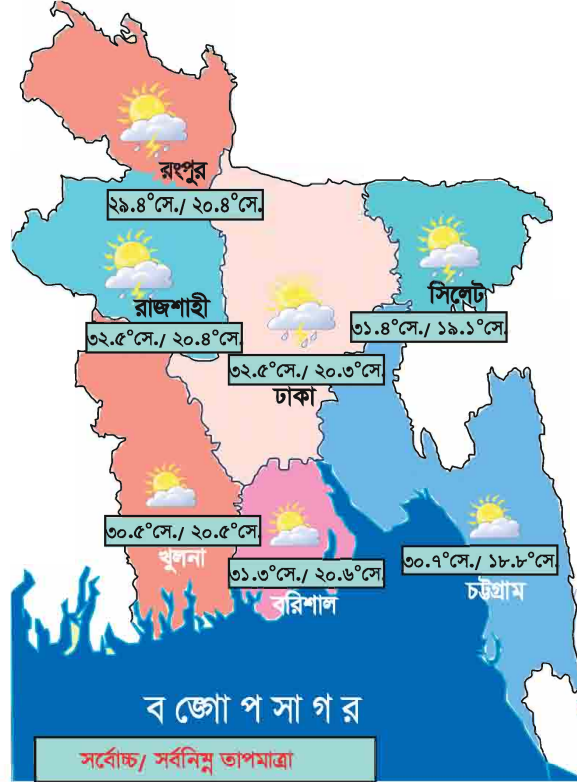 রংপুর
২৯.৪°সে./ ২০.৪°সে.
রাজশাহী
৩২.৫°সে./ ২০.৪°সে.
সিলেট
৩১.৪°সে./ ১৯.১°সে.
৩২.৫°সে./ ২০.৩°সে.
ঢাকা
৩০.৫°সে./ ২০.৫°সে.
খুলনা
৩১.৩°সে./ ২০.৬°সে.
বরিশাল
৩০.৭°সে./ ১৮.৮°সে.
চট্টগ্রাম
ব ঙ্গো প সা গ র
সর্বোচ্চ/ সর্বনিম্ন তাপমাত্রা